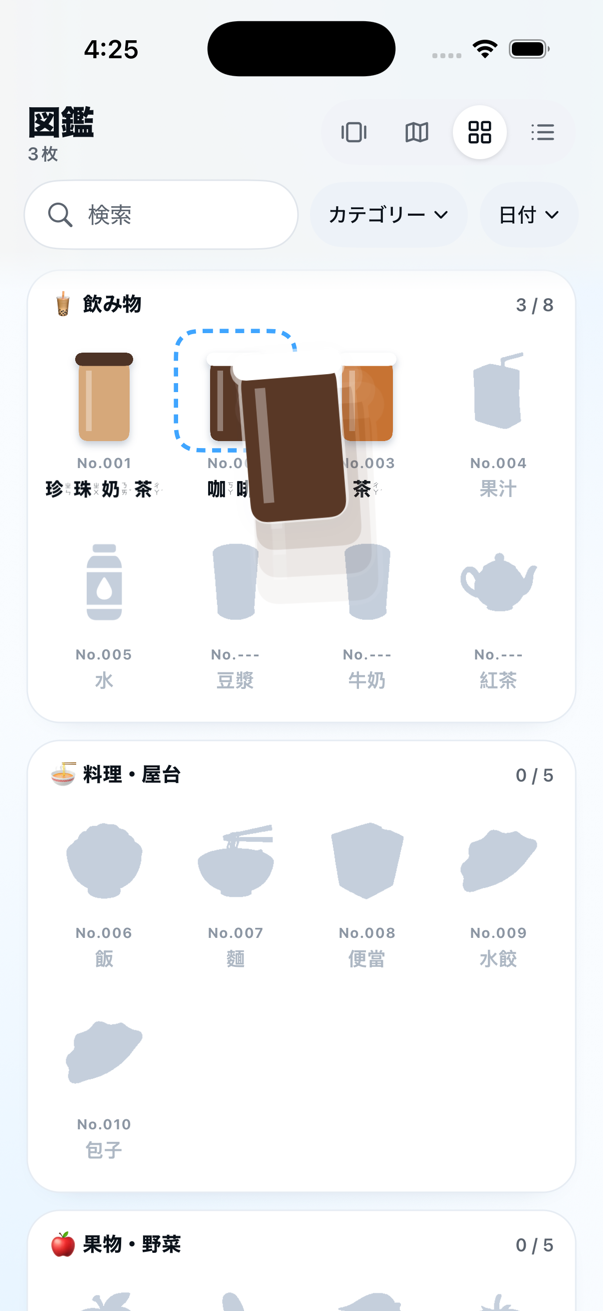 4:25
図鑑
3枚
検索
カテゴリー
日付
飲み物
3 / 8
No.001
No.00
o.003
No.004
珍珠奶茶
咖
茶
果汁
No.005
No.---
No.---
No.---
水
豆漿
牛奶
紅茶
料理・屋台
0 / 5
No.006
No.007
No.008
No.009
飯
麵
便當
水餃
No.010
包子
果物・野菜
0 / 5